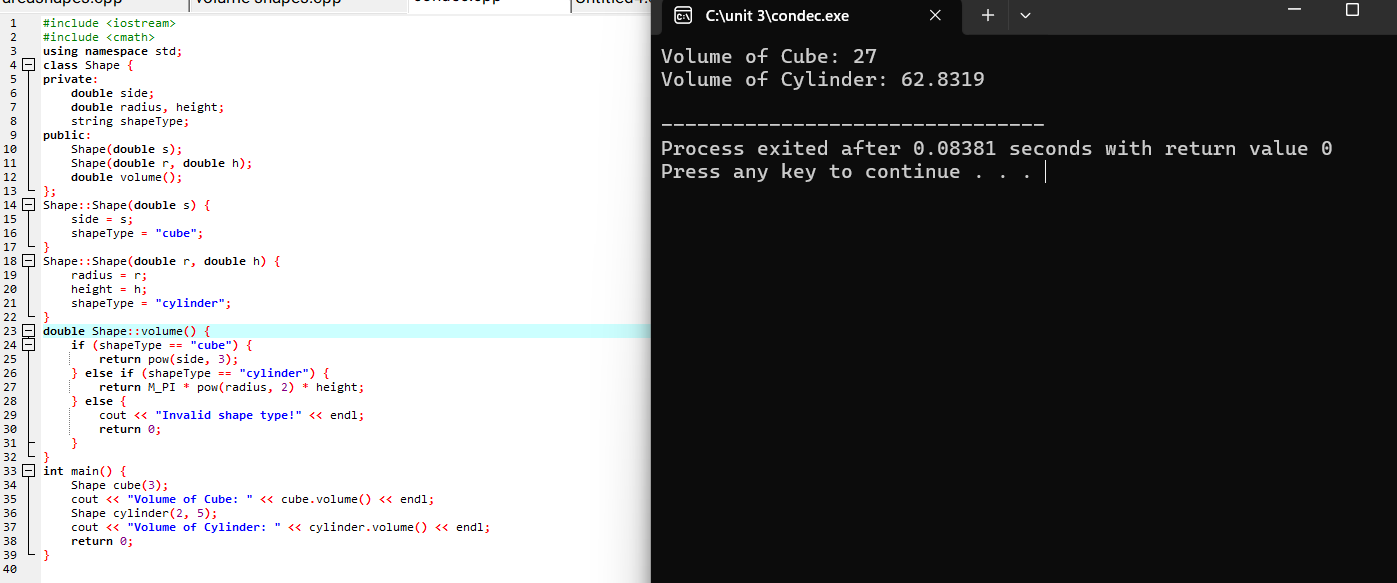 volume shapes.cpp
C:\unit 3\condec.exe
1 #include <iostream>
2 #include <cmath>
3 using namespace std;
4 class Shape {
5 private:
6 double side;
7 double radius, height;
8 string shapeType;
9 public:
10 Shape(double s);
11 Shape(double r, double h);
12 double volume();
13 };
14 Shape::Shape(double s) {
15 side = s;
16 shapeType = "cube";
17 }
18 Shape::Shape(double r, double h) {
19 radius = r;
20 height = h;
21 shapeType = "cylinder";
22 }
23 double Shape::volume() {
24 if (shapeType == "cube") {
25 return pow(side, 3);
26 } else if (shapeType == "cylinder") {
27 return M_PI * pow(radius, 2) * height;
28 } else {
29 cout << "Invalid shape type!" << endl;
30 return 0;
31 }
32 }
33 int main() {
34 Shape cube(3);
35 cout << "Volume of Cube: " << cube.volume() << endl;
36 Shape cylinder(2, 5);
37 cout << "Volume of Cylinder: " << cylinder.volume() << endl;
38 return 0;
39 }
40
Volume of Cube: 27
Volume of Cylinder: 62.8319
--------------------------------
Process exited after 0.08381 seconds with return value 0
Press any key to continue . . .